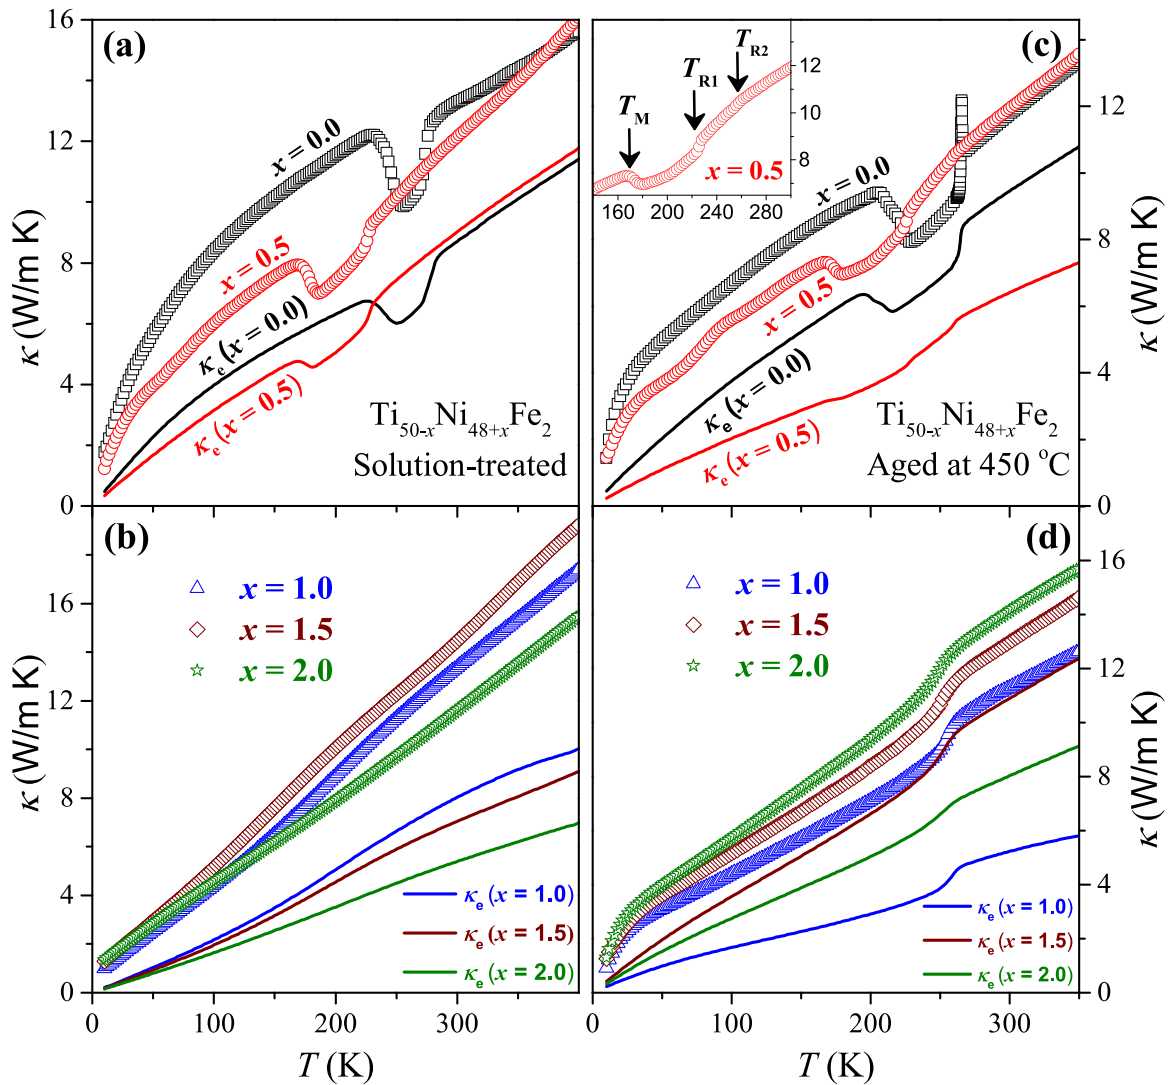 (a)
16
12
8
4
0
κ (W/m K)
x = 0.0
x = 0.5
κe(x = 0.0)
κe(x = 0.5)
Ti50-xNi48+xFe2
Solution-treated
(c)
TM
TR1
TR2
x = 0.5
12
10
8
160
200
240
280
x = 0.0
x = 0.5
κe(x = 0.0)
κe(x = 0.5)
Ti50-xNi48+xFe2
Aged at 450 °C
12
8
4
0
κ (W/m K)
(b)
x = 1.0
x = 1.5
x = 2.0
κe (x = 1.0)
κe (x = 1.5)
κe (x = 2.0)
16
12
8
4
0
κ (W/m K)
0
100
200
300
T (K)
(d)
x = 1.0
x = 1.5
x = 2.0
κe (x = 1.0)
κe (x = 1.5)
κe (x = 2.0)
16
12
8
4
0
κ (W/m K)
0
100
200
300
T (K)